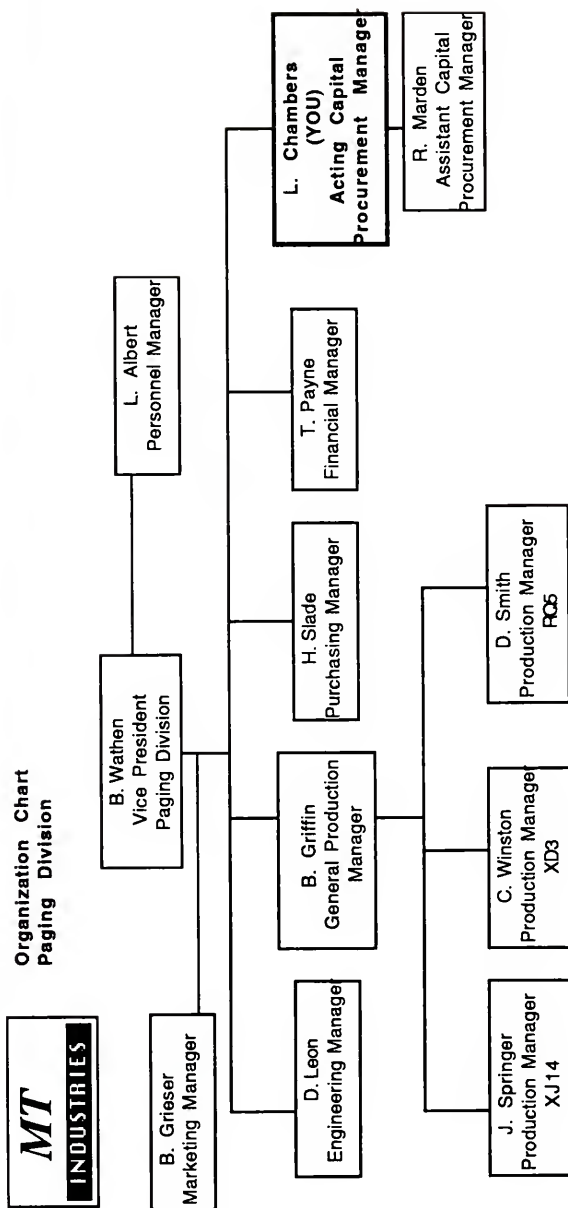 MT
INDUSTRIES
Organization Chart
Paging Division
B. Wathen
Vice President
Paging Division
L. Albert
Personnel Manager
B. Grieser
Marketing Manager
D. Leon
Engineering Manager
B. Griffin
General Production
Manager
H. Slade
Purchasing Manager
T. Payne
Financial Manager
L. Chambers
(YOU)
Acting Capital
Procurement Manager
R. Marden
Assistant Capital
Procurement Manager
J. Springer
Production Manager
XJ14
C. Winston
Production Manager
XD3
D. Smith
Production Manager
RQ5